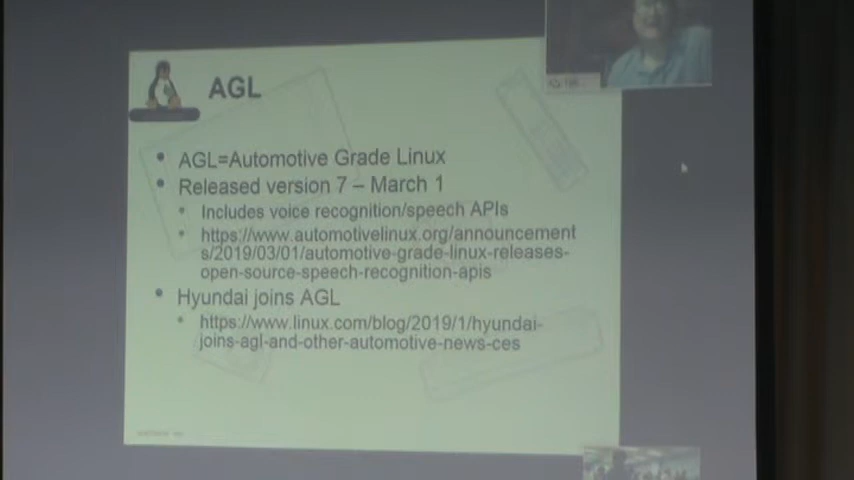 AGL
AGL=Automotive Grade Linux
Released version 7 – March 1
Includes voice recognition/speech APIs
https://www.automotivelinux.org/announcement
s/2019/03/01/automotive-grade-linux-releases-
open-source-speech-recognition-apis
Hyundai joins AGL
https://www.linux.com/blog/2019/1/hyundai-
joins-agl-and-other-automotive-news-ces